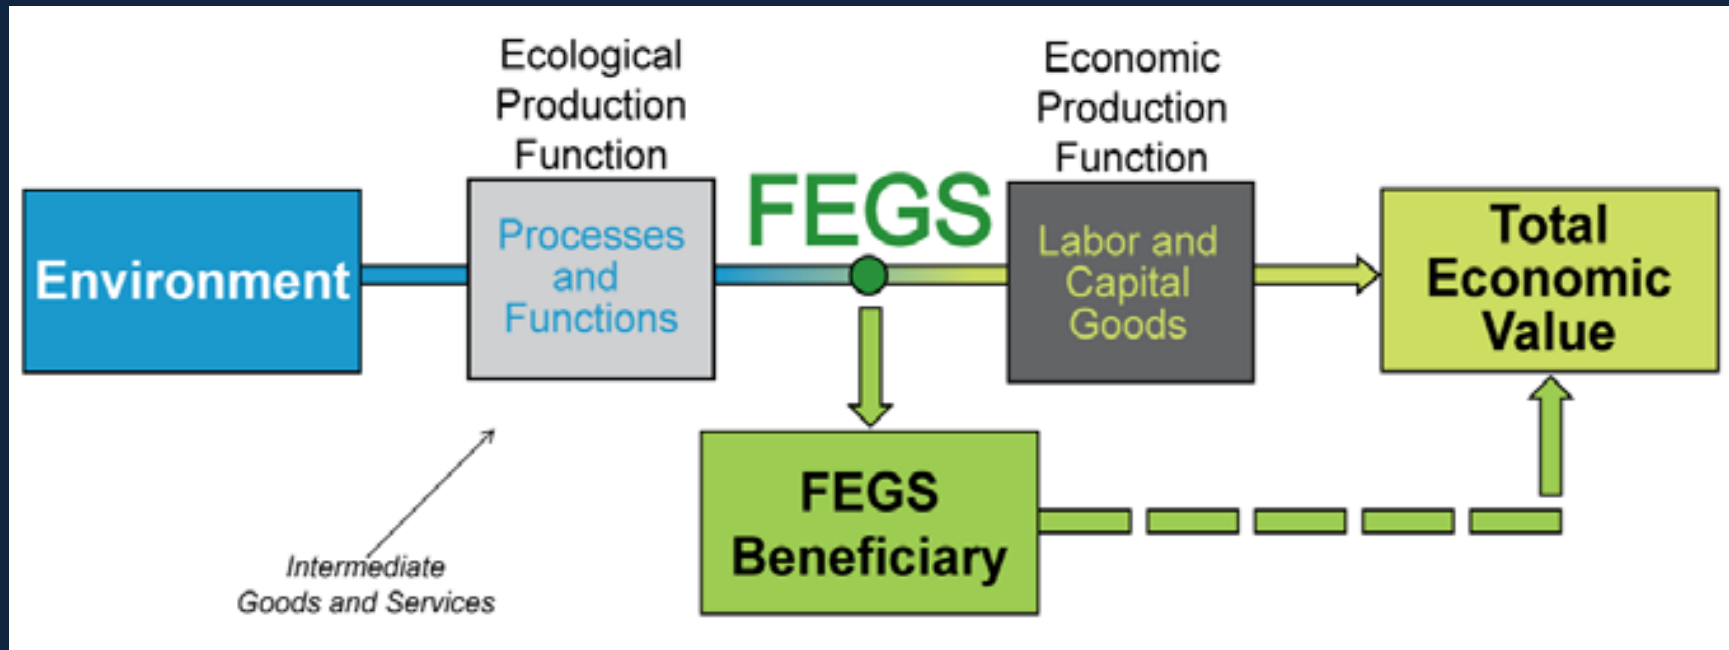 Ecological
Production
Function
Economic
Production
Function
Environment
Processes
and
Functions
FEGS
Labor and
Capital
Goods
Total
Economic
Value
FEGS
Beneficiary
Intermediate
Goods and Services